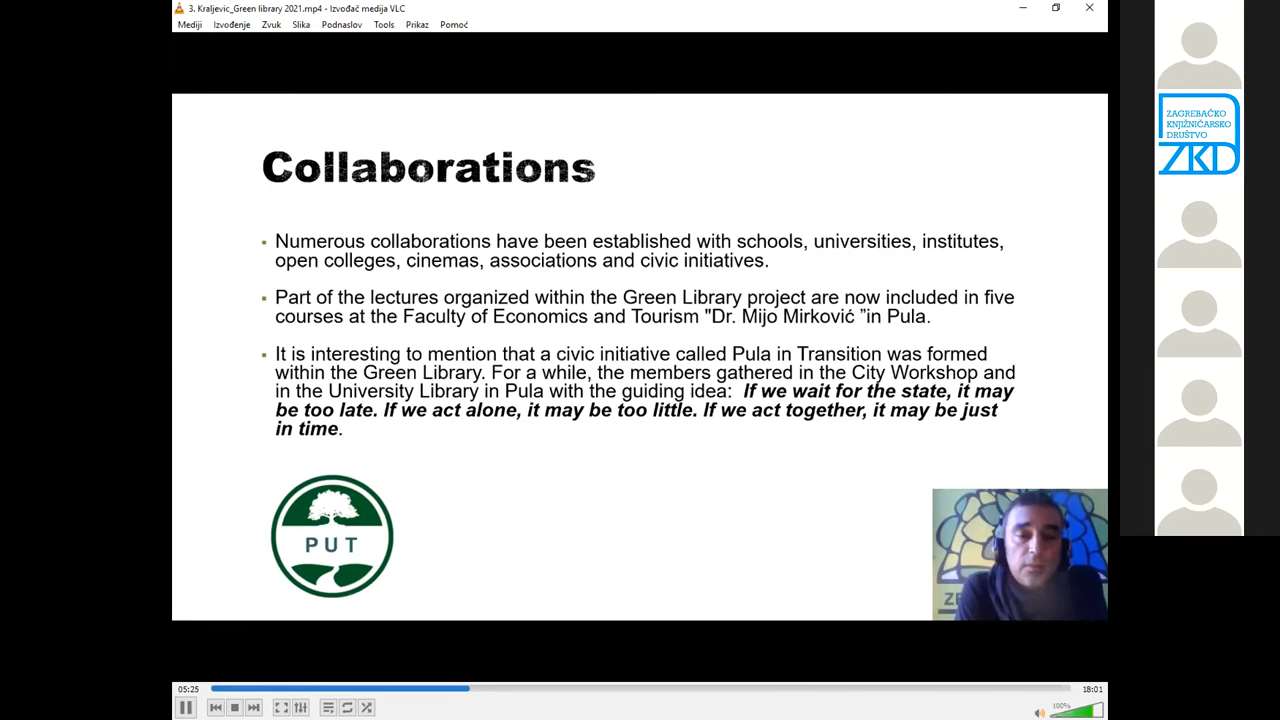 3. Kraljevic_Green library 2021.mp4 - Izvođač medija VLC
Mediji Izvođenje Zvuk Slika Podnaslov Tools Prikaz Pomoć
Collaborations
Numerous collaborations have been established with schools, universities, institutes,
open colleges, cinemas, associations and civic initiatives.
Part of the lectures organized within the Green Library project are now included in five
courses at the Faculty of Economics and Tourism "Dr. Mijo Mirković ”in Pula.
It is interesting to mention that a civic initiative called Pula in Transition was formed
within the Green Library. For a while, the members gathered in the City Workshop and
in the University Library in Pula with the guiding idea: If we wait for the state, it may
be too late. If we act alone, it may be too little. If we act together, it may be just
in time.
PUT
ZAGREBAČKO
KNJIŽNIČARSKO
DRUŠTVO
ZKD
05:25
18:01
100%